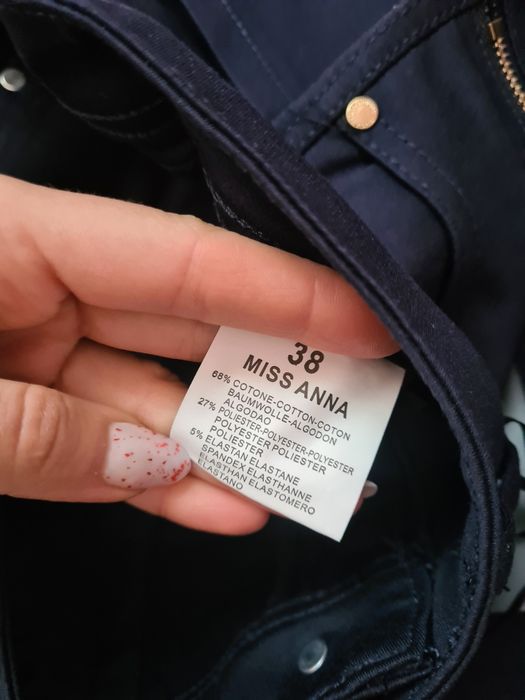 38
MISS ANNA
68% COTONE-COTTON-COTON
BAUMWOLLE-ALGODON
ALGODAO
27% POLIESTER-POLYESTER-POLYESTER
POLYESTER POLIESTER
POLIESTER
5% ELASTAN ELASTANE
SPANDEX ELASTHANNE
ELASTHAN ELASTOMERO
ELASTANO